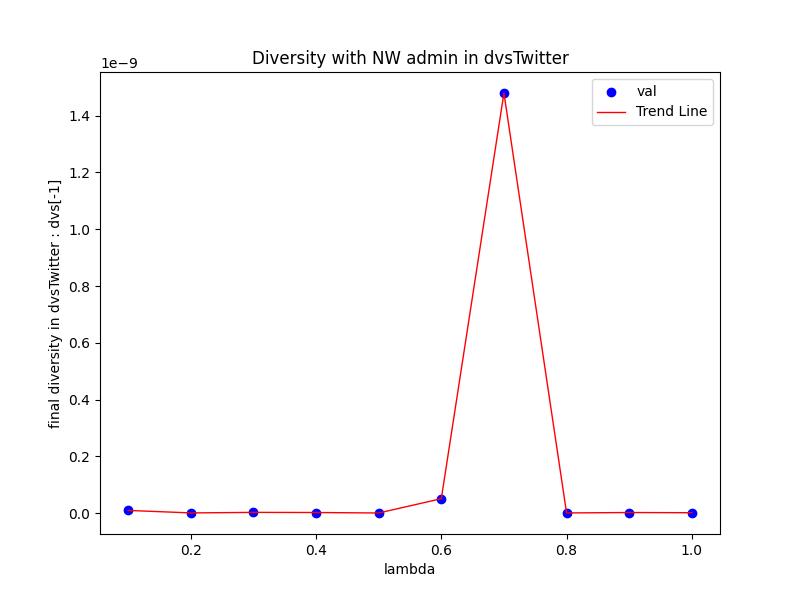 Diversity with NW admin in dvsTwitter
1e−9
val
Trend Line
1.4
1.2
1.0
0.8
0.6
0.4
0.2
0.0
final diversity in dvsTwitter : dvs[-1]
0.2 0.4 0.6 0.8 1.0
lambda